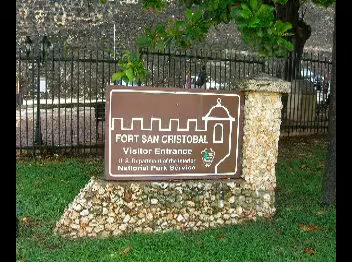 FORT SAN CRISTOBAL
Visitor Entrance
U.S. Department of the Interior
National Park Service